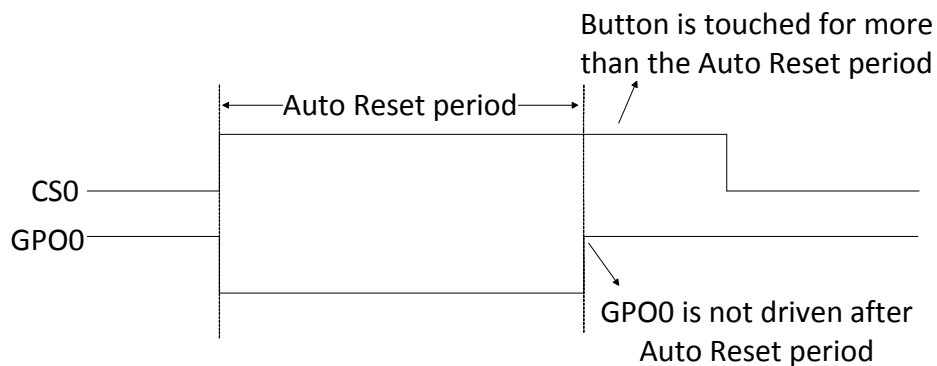 Button is touched for more
than the Auto Reset period
Auto Reset period
CS0
GPO0
GPO0 is not driven after
Auto Reset period